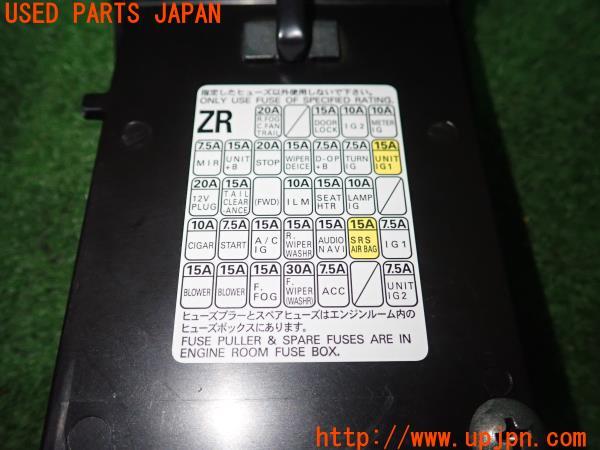 USED PARTS JAPAN
指定したヒューズ以外使用しないで下さい。
ONLY USE FUSE OF SPECIFIED RATING.
ZR
20A R.FOG C.FAN TRAIL
15A DOOR LOCK
10A IG2
10A METER IG
7.5A MIR
15A UNIT +B
20A STOP
15A WIPER DEICE
7.5A D-OP +B
7.5A TURN IG
15A UNIT IG1
20A 12V PLUG
15A TAIL CLEAR ANCE
(FWD)
10A ILM
15A SEAT HTR
10A LAMP IG
10A CIGAR
7.5A START
15A A/C IG
15A R. WIPER WASHR
15A AUDIO NAVI
15A SRS AIR BAG
7.5A IG1
15A BLOWER
15A BLOWER
15A F. FOG
30A F. WIPER (WASHR)
7.5A ACC
7.5A UNIT IG2
ヒューズプラーとスペアヒューズはエンジンルーム内の
ヒューズボックスにあります。
FUSE PULLER & SPARE FUSES ARE IN
ENGINE ROOM FUSE BOX.
http://www.upjpn.com